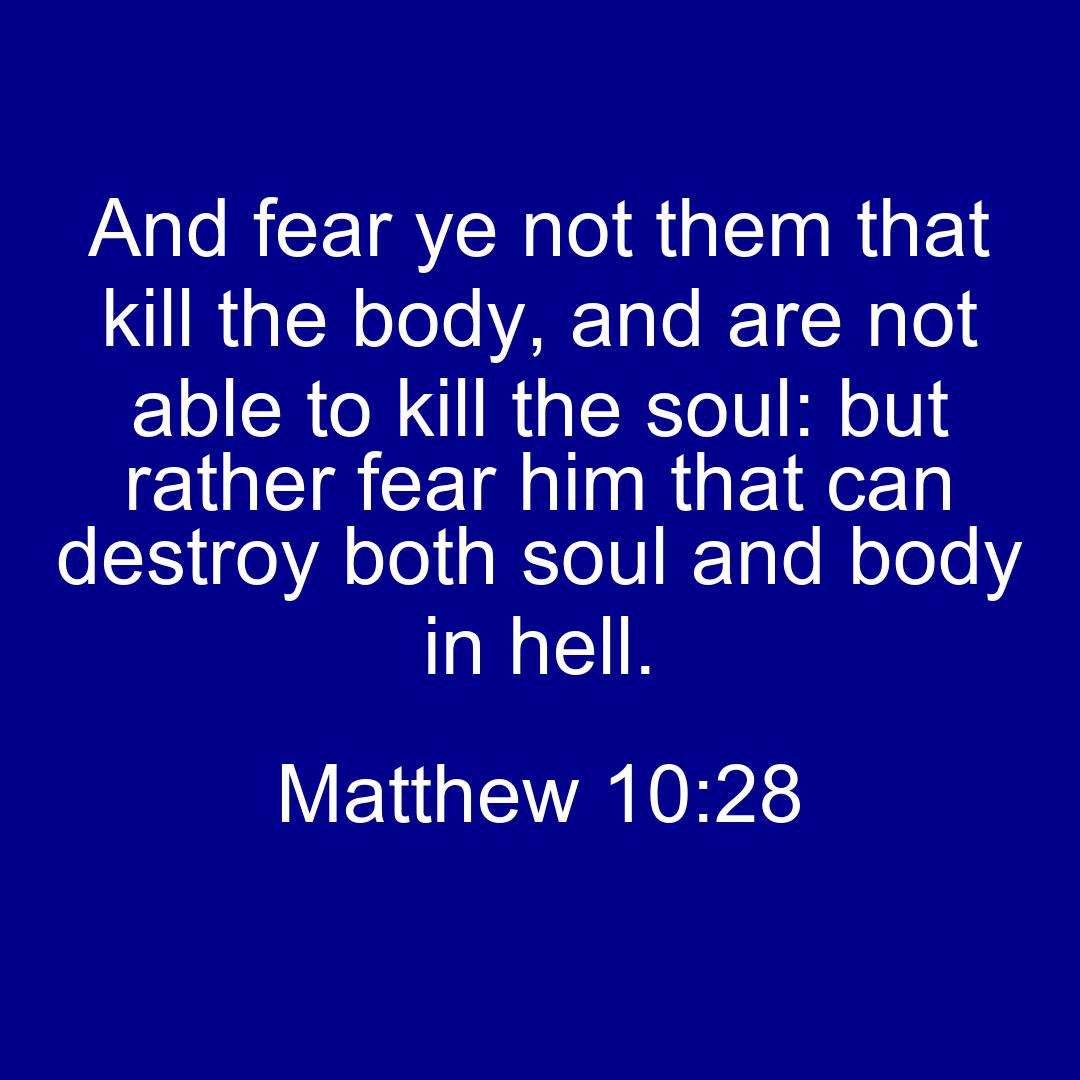 And fear ye not them that
kill the body, and are not
able to kill the soul: but
rather fear him that can
destroy both soul and body
in hell.
Matthew 10:28